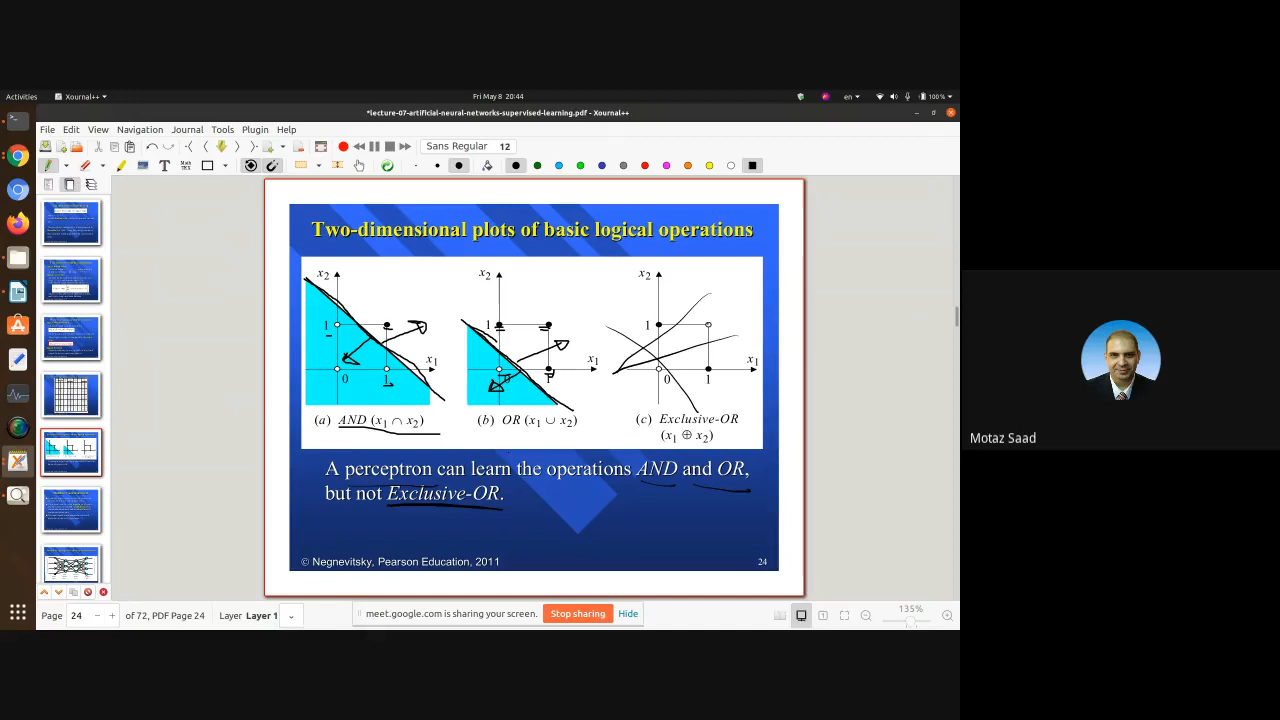 Activities Xournal++ Fri May 8 20:44 en 100%
*lecture-07-artificial-neural-networks-supervised-learning.pdf - Xournal++
File Edit View Navigation Journal Tools Plugin Help
Sans Regular 12
Two-dimensional plots of basic logical operations
x2 x2 x2
1 1 1
x1 x1 x1
0 1 0 1 0 1
(a) AND (x1 ∩ x2) (b) OR (x1 ∪ x2) (c) Exclusive-OR
(x1 ⊕ x2)
A perceptron can learn the operations AND and OR,
but not Exclusive-OR.
© Negnevitsky, Pearson Education, 2011 24
Motaz Saad
Page 24 of 72, PDF Page 24 Layer Layer 1
meet.google.com is sharing your screen. Stop sharing Hide
135%